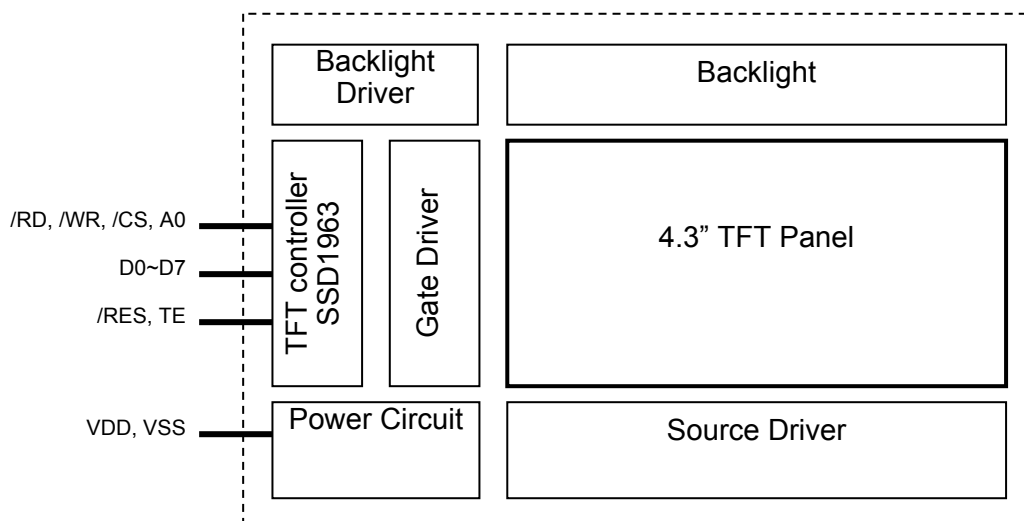 Backlight
Driver
Backlight
/RD, /WR, /CS, A0
D0~D7
/RES, TE
TFT controller
SSD1963
Gate Driver
4.3” TFT Panel
VDD, VSS
Power Circuit
Source Driver